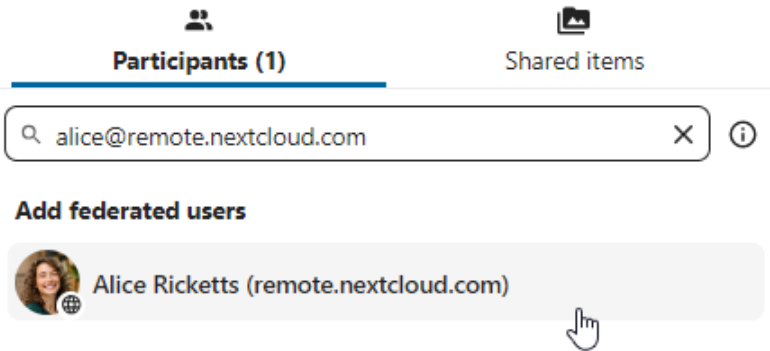 Participants (1)
Shared items
alice@remote.nextcloud.com
Add federated users
Alice Ricketts (remote.nextcloud.com)